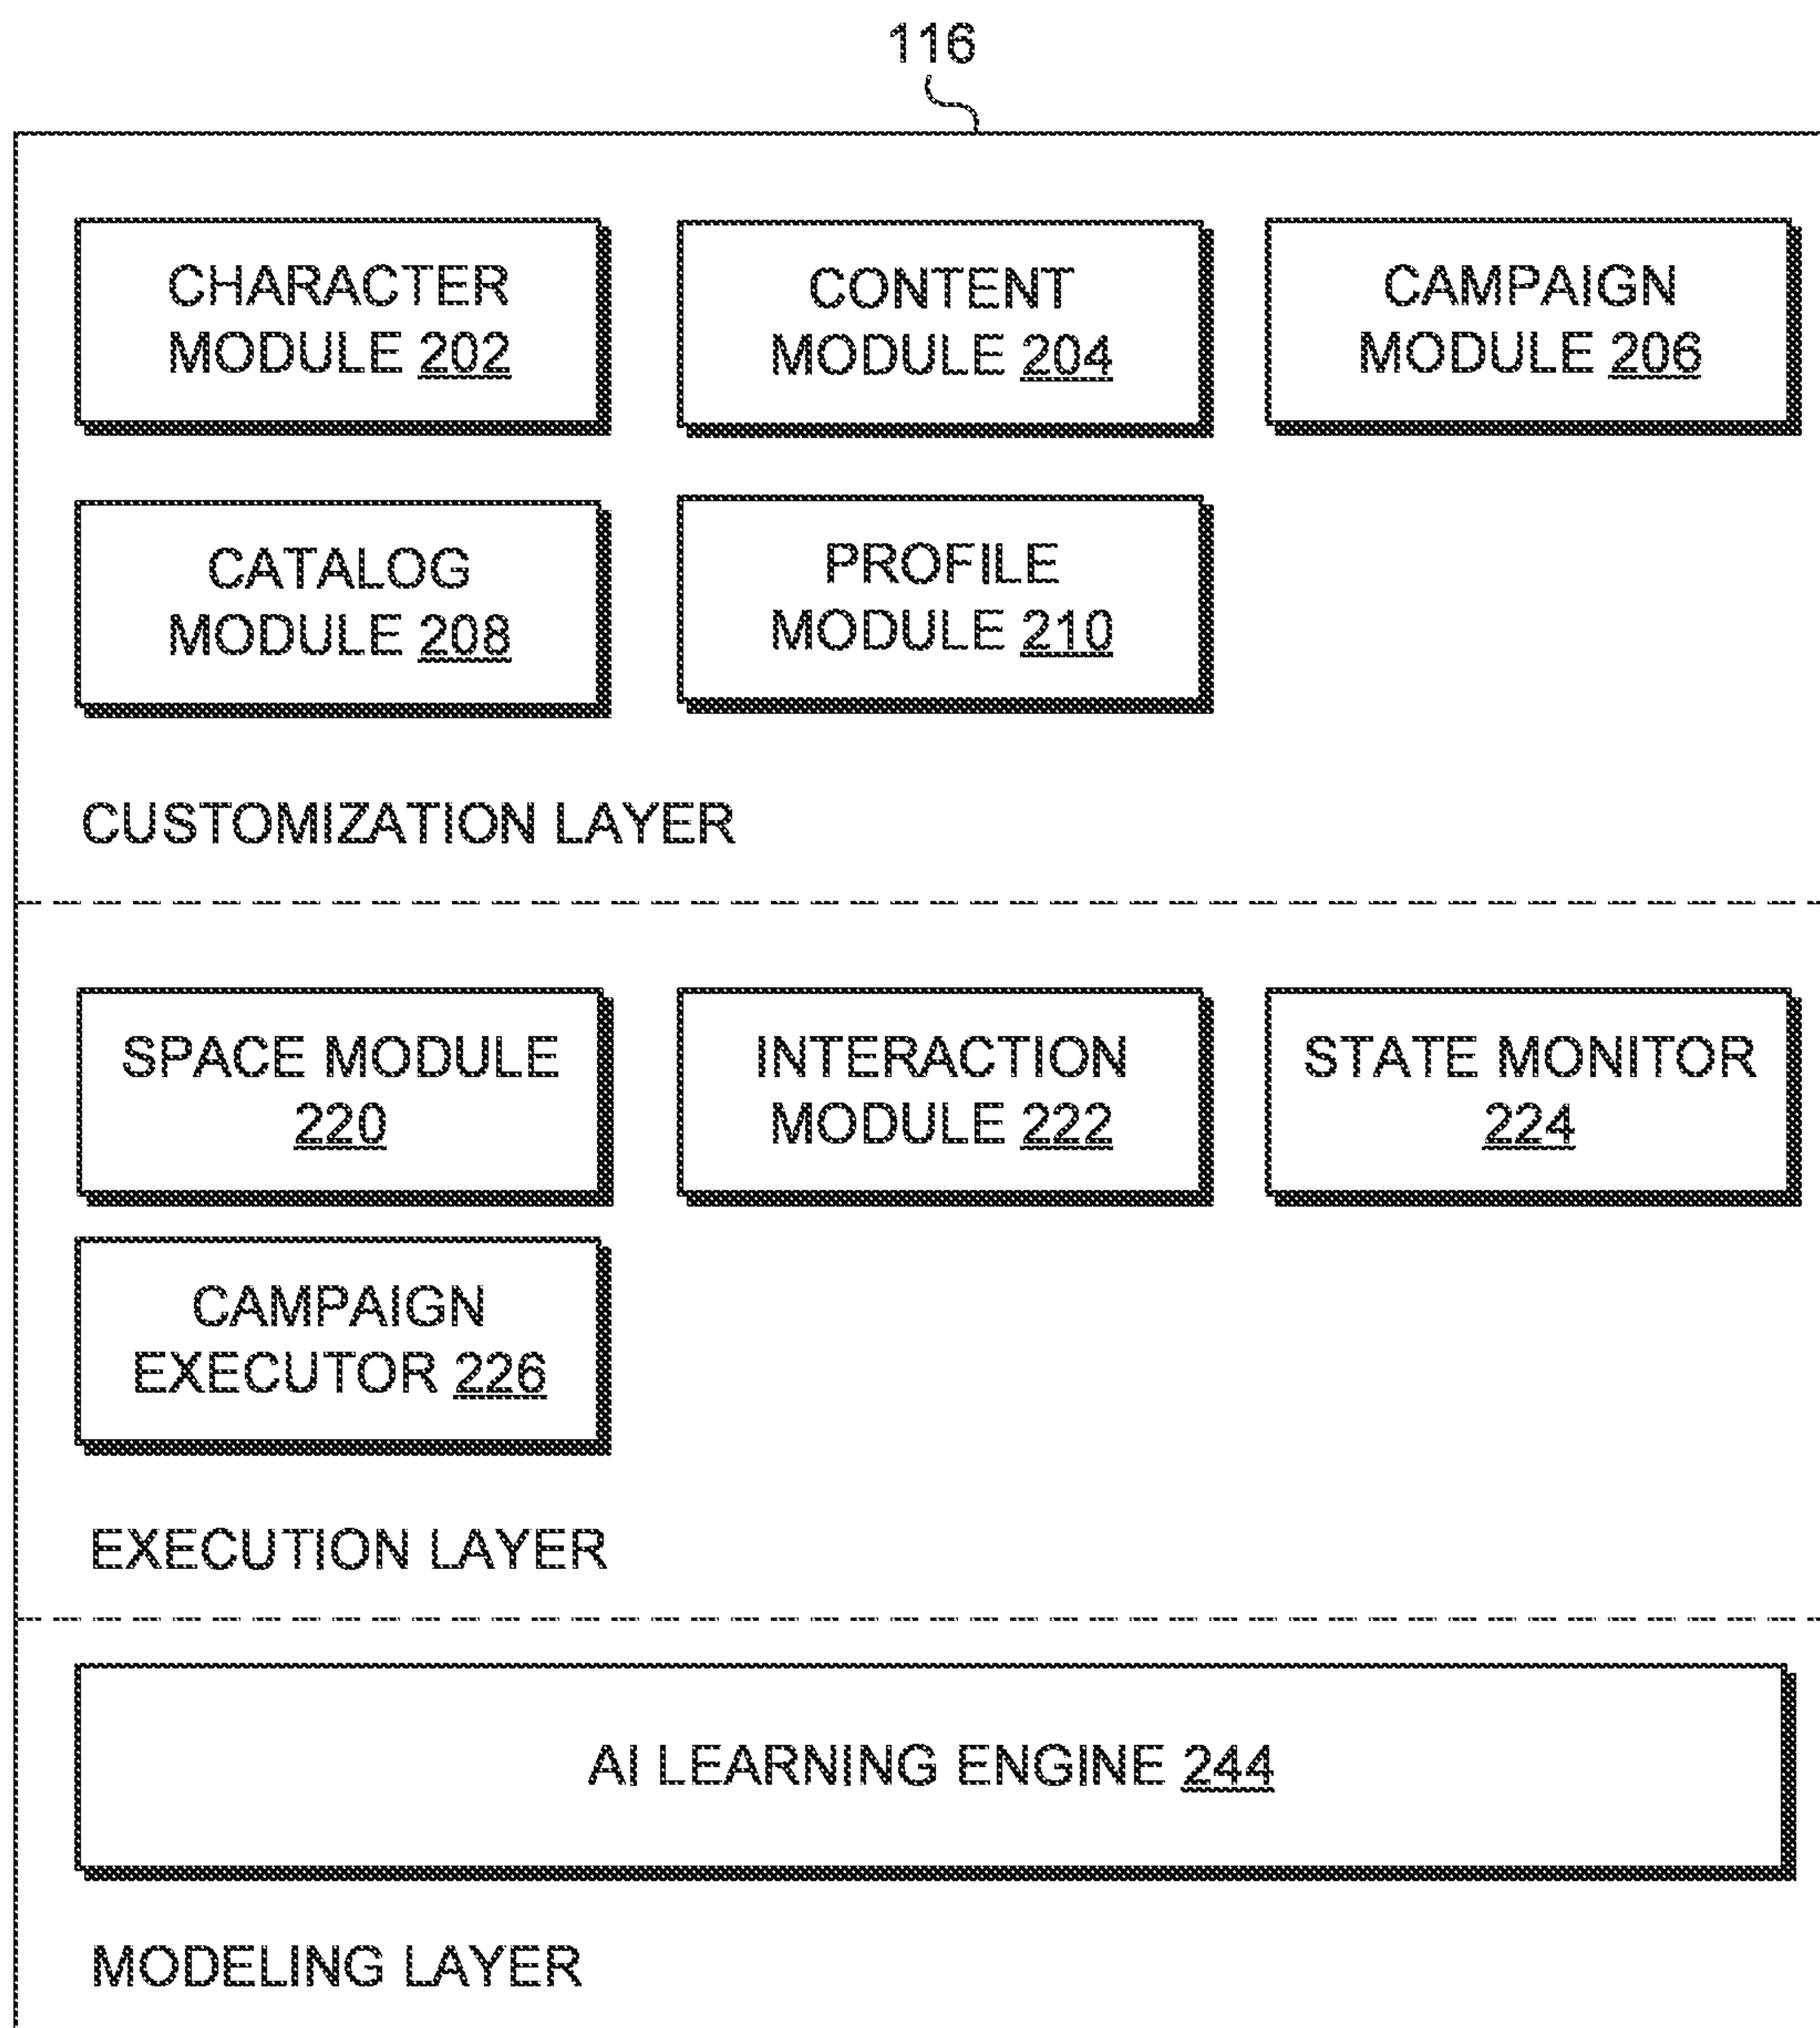 116
CHARACTER
MODULE 202
CONTENT
MODULE 204
CAMPAIGN
MODULE 206
CATALOG
MODULE 208
PROFILE
MODULE 210
CUSTOMIZATION LAYER
SPACE MODULE
220
INTERACTION
MODULE 222
STATE MONITOR
224
CAMPAIGN
EXECUTOR 226
EXECUTION LAYER
AI LEARNING ENGINE 244
MODELING LAYER